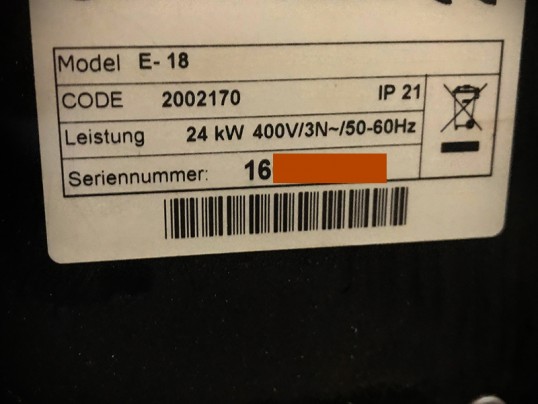 Model E- 18
CODE 2002170 IP 21
Leistung 24 kW 400V/3N~/50-60Hz
Seriennummer: 16